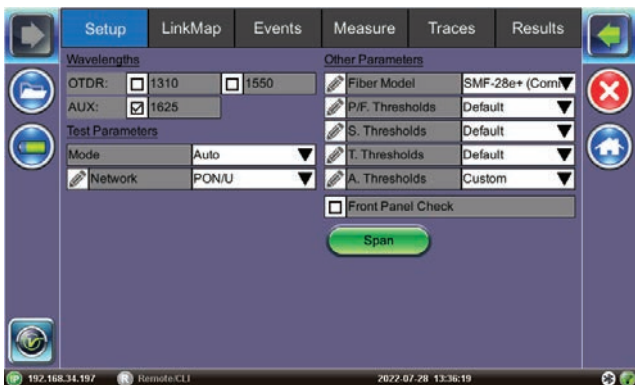 Setup LinkMap Events Measure Traces Results
Wavelengths
OTDR: 1310 1550
AUX: 1625
Test Parameters
Mode Auto
Network PON/U
Other Parameters
Fiber Model SMF-28e+ (Corni
P/F. Thresholds Default
S. Thresholds Default
T. Thresholds Default
A. Thresholds Custom
Front Panel Check
Span
IP 192.168.34.197 R Remote/CLI 2022-07-28 13:36:19